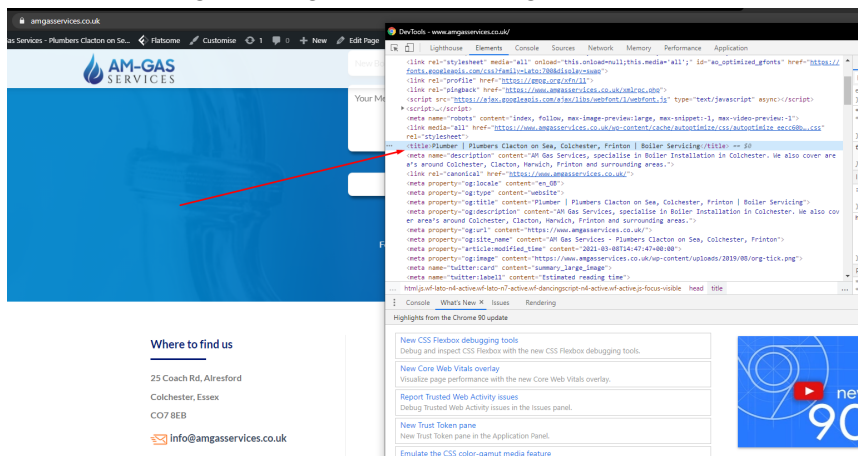 amgasservices.co.uk
as Services - Plumbers Clacton on Se... Flatsome Customise 1 0 + New Edit Page
AM-GAS
SERVICES
Your Me
Where to find us
25 Coach Rd, Alresford
Colchester, Essex
CO7 8EB
info@amgasservices.co.uk
DevTools - www.amgasservices.co.uk/
Lighthouse Elements Console Sources Network Memory Performance Application
<link rel="stylesheet" media="all" onload="this.onload=null;this.media='all';" id="ao_optimized_gfonts" href="https://
fonts.googleapis.com/css?family=Lato:700&display=swap">
<link rel="profile" href="https://gmpg.org/xfn/11">
<link rel="pingback" href="https://www.amgasservices.co.uk/xmlrpc.php">
<script src="https://ajax.googleapis.com/ajax/libs/webfont/1/webfont.js" type="text/javascript" async></script>
<script>…</script>
<meta name="robots" content="index, follow, max-image-preview:large, max-snippet:-1, max-video-preview:-1">
<link media="all" href="https://www.amgasservices.co.uk/wp-content/cache/autoptimize/css/autoptimize_eecc60b….css"
rel="stylesheet">
<title>Plumber | Plumbers Clacton on Sea, Colchester, Frinton | Boiler Servicing</title> == $0
<meta name="description" content="AM Gas Services, specialise in Boiler Installation in Colchester. We also cover are
a's around Colchester, Clacton, Harwich, Frinton and surrounding areas.">
<link rel="canonical" href="https://www.amgasservices.co.uk/">
<meta property="og:locale" content="en_GB">
<meta property="og:type" content="website">
<meta property="og:title" content="Plumber | Plumbers Clacton on Sea, Colchester, Frinton | Boiler Servicing">
<meta property="og:description" content="AM Gas Services, specialise in Boiler Installation in Colchester. We also cov
er area's around Colchester, Clacton, Harwich, Frinton and surrounding areas.">
<meta property="og:url" content="https://www.amgasservices.co.uk/">
<meta property="og:site_name" content="AM Gas Services - Plumbers Clacton on Sea, Colchester, Frinton">
<meta property="article:modified_time" content="2021-03-08T14:47:47+00:00">
<meta property="og:image" content="https://www.amgasservices.co.uk/wp-content/uploads/2019/08/org-tick.png">
<meta name="twitter:card" content="summary_large_image">
<meta name="twitter:label1" content="Estimated reading time">
... html.js.wf-lato-n4-active.wf-lato-n7-active.wf-dancingscript-n4-active.wf-active.js-focus-visible head title ...
Console What's New × Issues Rendering
Highlights from the Chrome 90 update
New CSS Flexbox debugging tools
Debug and inspect CSS Flexbox with the new CSS Flexbox debugging tools.
New Core Web Vitals overlay
Visualize page performance with the new Core Web Vitals overlay.
Report Trusted Web Activity issues
Debug Trusted Web Activity issues in the Issues panel.
New Trust Token pane
New Trust Token pane in the Application Panel.
Emulate the CSS color-gamut media feature
ne
90